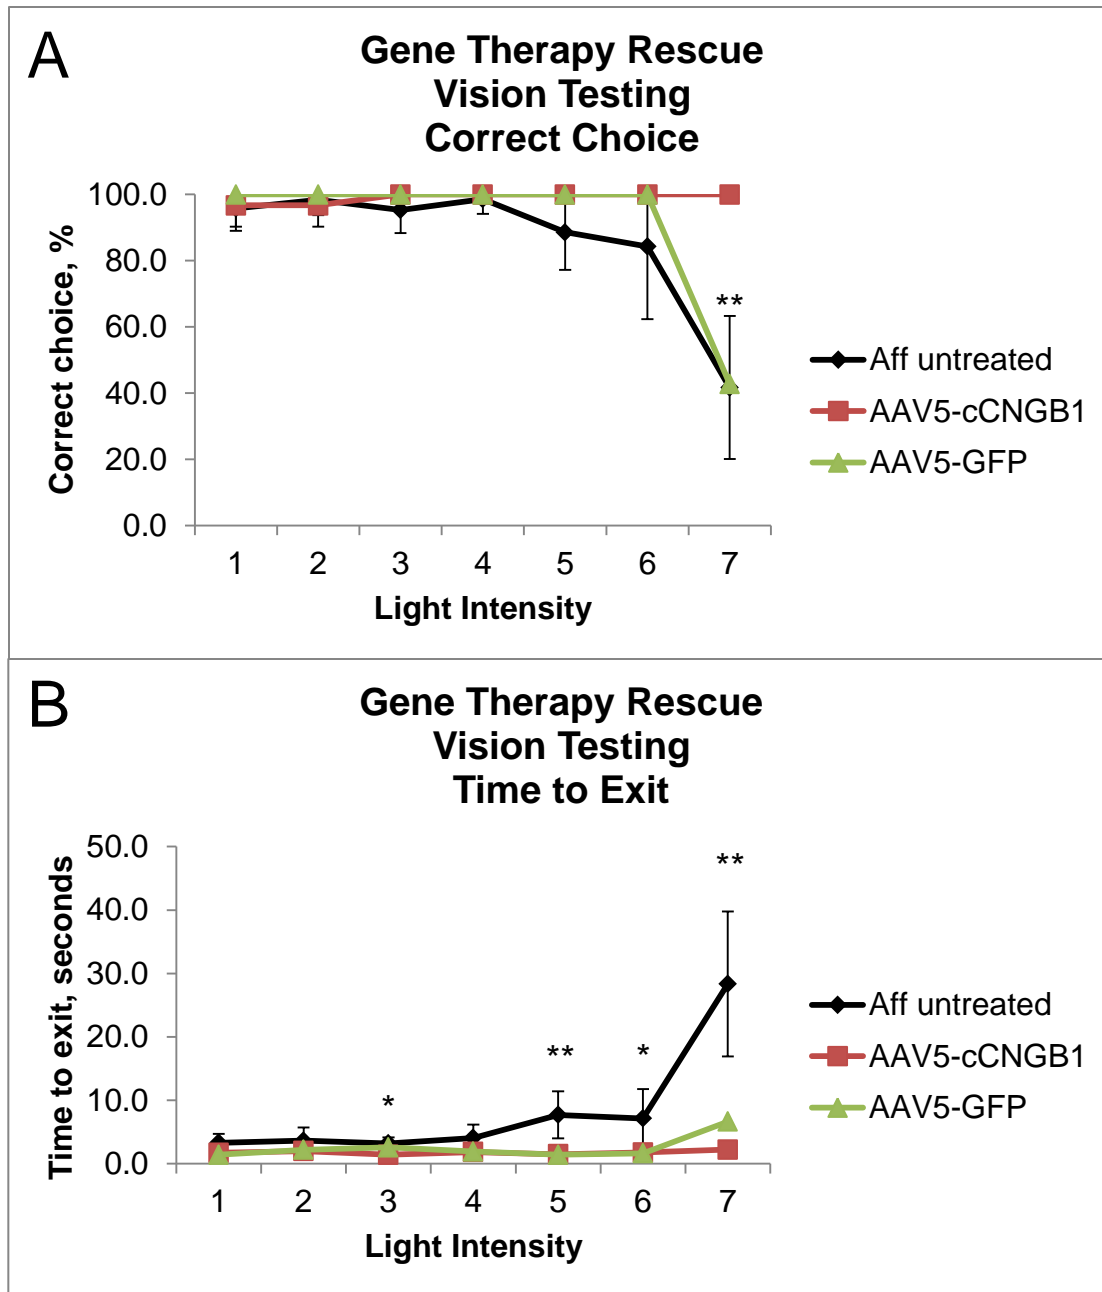 A
Gene Therapy Rescue
Vision Testing
Correct Choice
Correct choice, %
100.0
80.0
60.0
40.0
20.0
0.0
**
1 2 3 4 5 6 7
Light Intensity
Aff untreated
AAV5-cCNGB1
AAV5-GFP
B
Gene Therapy Rescue
Vision Testing
Time to Exit
Time to exit, seconds
50.0
40.0
30.0
20.0
10.0
0.0
*
**
*
**
1 2 3 4 5 6 7
Light Intensity
Aff untreated
AAV5-cCNGB1
AAV5-GFP